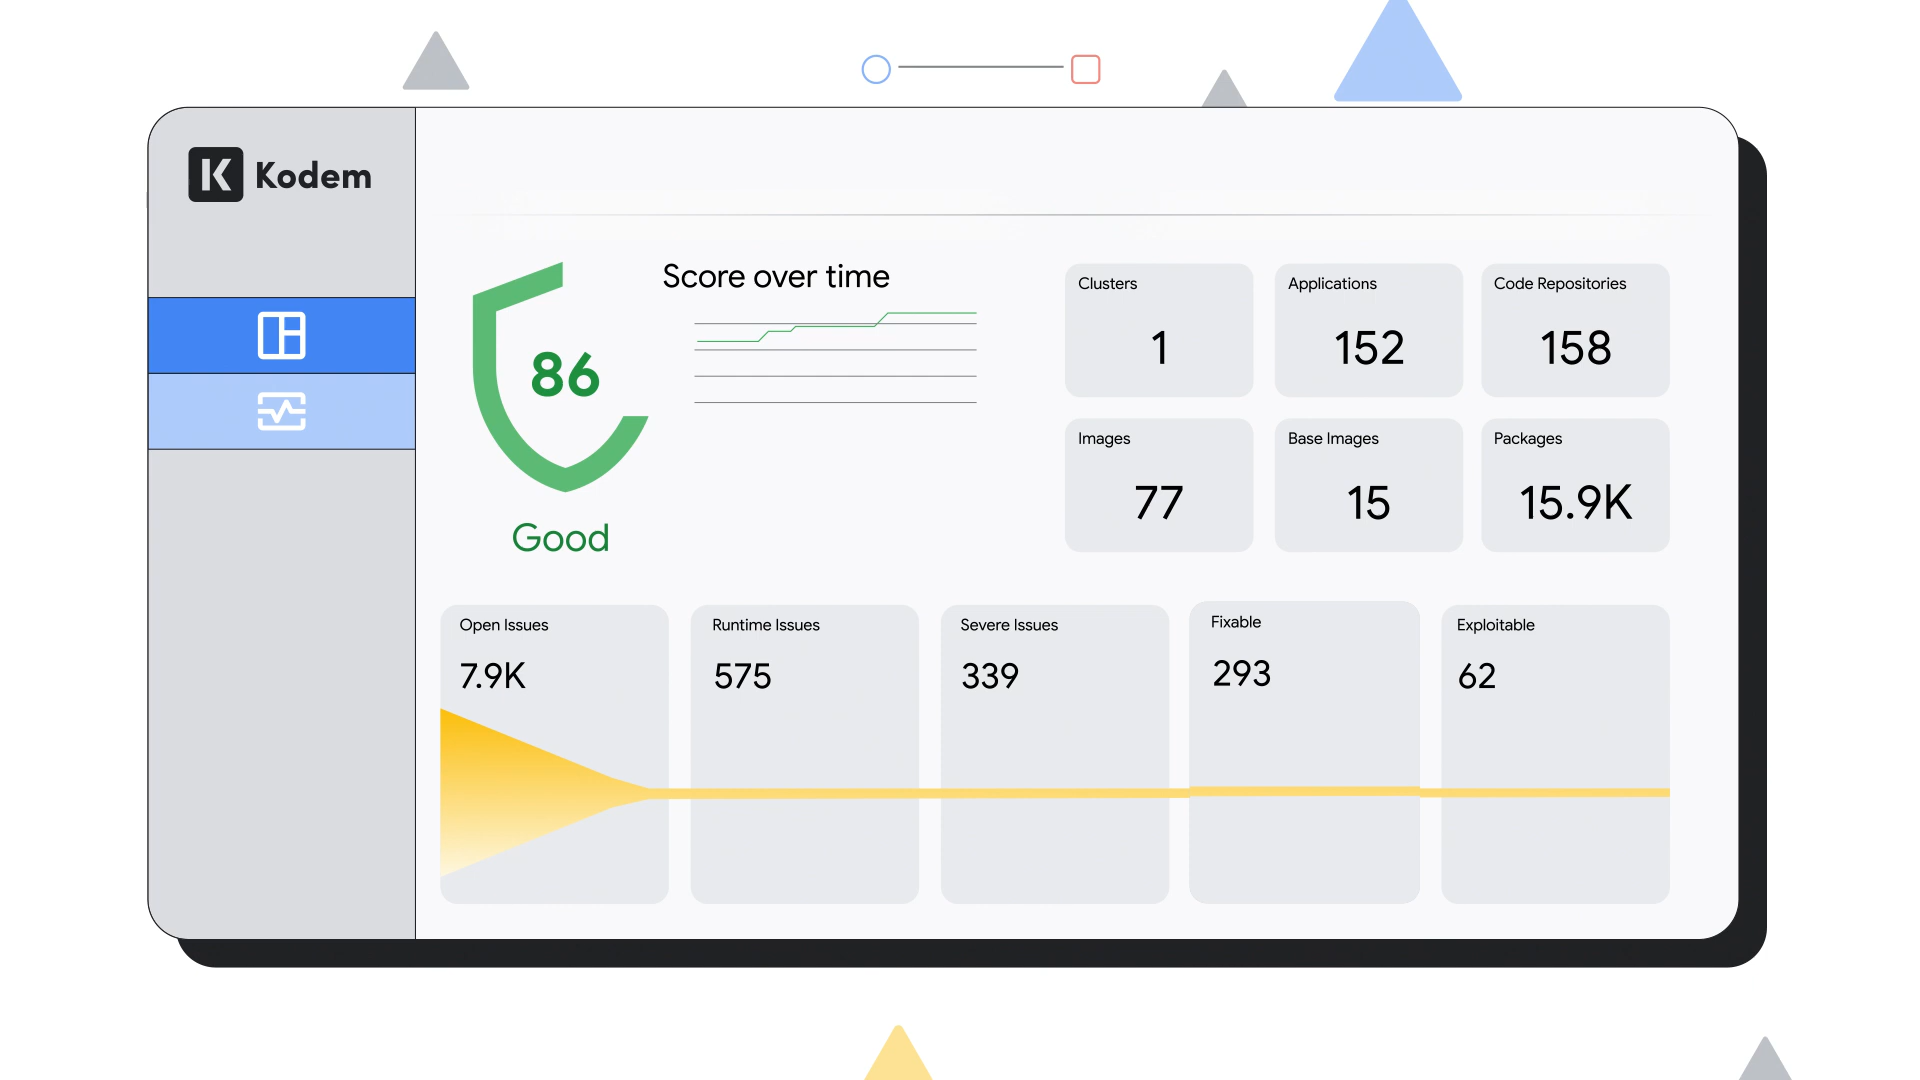 Kodem
Score over time
86
Good
Clusters
1
Applications
152
Code Repositories
158
Images
77
Base Images
15
Packages
15.9K
Open Issues
7.9K
Runtime Issues
575
Severe Issues
339
Fixable
293
Exploitable
62